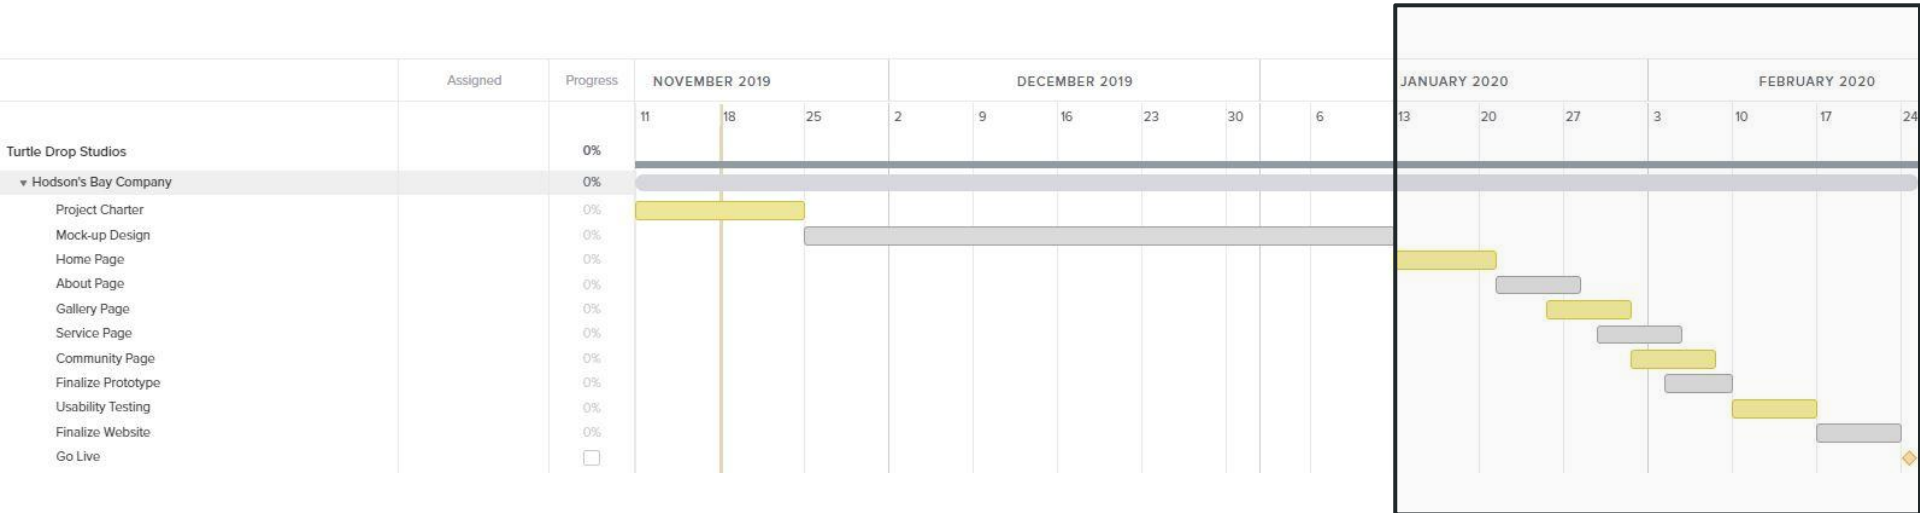 Assigned Progress NOVEMBER 2019 DECEMBER 2019 JANUARY 2020 FEBRUARY 2020
11 18 25 2 9 16 23 30 6 13 20 27 3 10 17 24
Turtle Drop Studios 0%
Hodson's Bay Company 0%
Project Charter 0%
Mock-up Design 0%
Home Page 0%
About Page 0%
Gallery Page 0%
Service Page 0%
Community Page 0%
Finalize Prototype 0%
Usability Testing 0%
Finalize Website 0%
Go Live